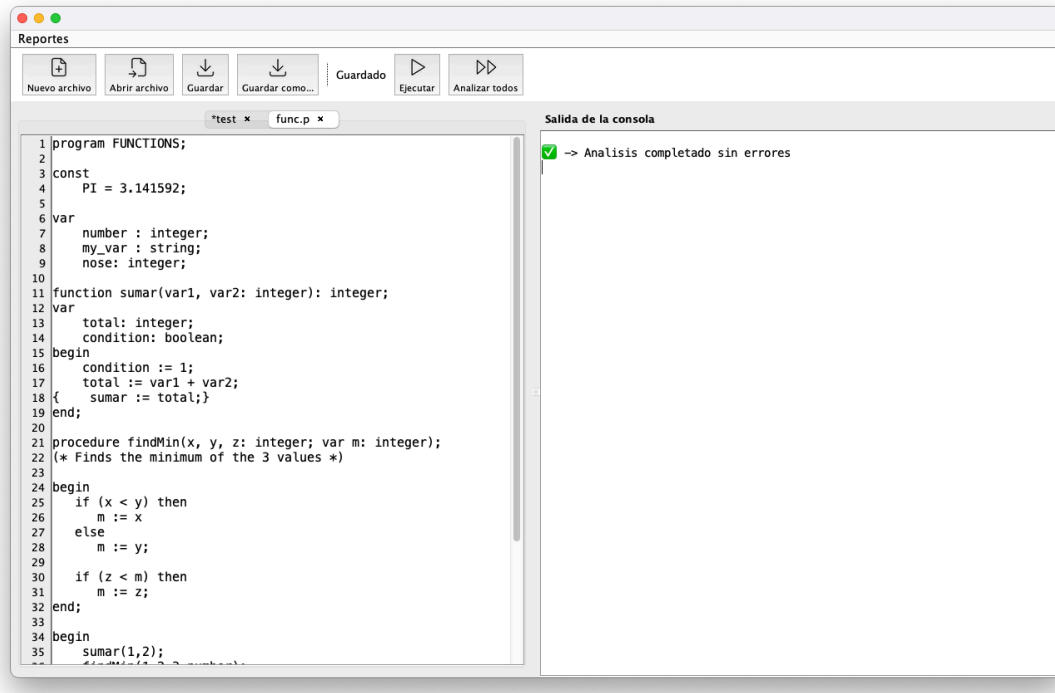 Reportes
Nuevo archivo Abrir archivo Guardar Guardar como... Guardado Ejecutar Analizar todos
*test × func.p ×
1 program FUNCTIONS;
2
3 const
4     PI = 3.141592;
5
6 var
7     number : integer;
8     my_var : string;
9     nose: integer;
10
11 function sumar(var1, var2: integer): integer;
12 var
13     total: integer;
14     condition: boolean;
15 begin
16     condition := 1;
17     total := var1 + var2;
18 {    sumar := total;}
19 end;
20
21 procedure findMin(x, y, z: integer; var m: integer);
22 (* Finds the minimum of the 3 values *)
23
24 begin
25    if (x < y) then
26       m := x
27    else
28       m := y;
29
30    if (z < m) then
31       m := z;
32 end;
33
34 begin
35     sumar(1,2);
Salida de la consola
-> Analisis completado sin errores